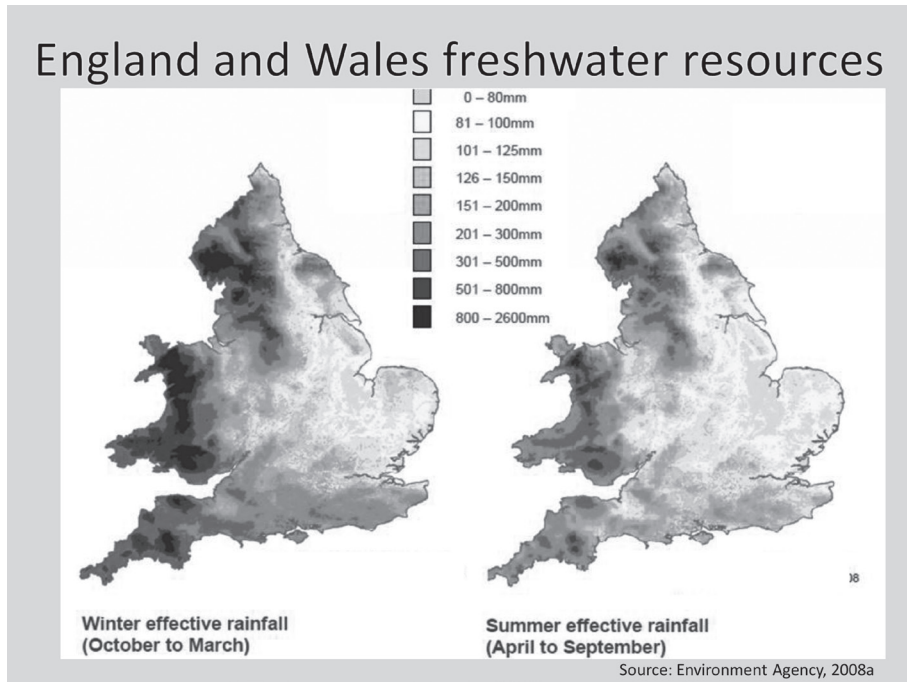 England and Wales freshwater resources
0 – 80mm
81 – 100mm
101 – 125mm
126 – 150mm
151 – 200mm
201 – 300mm
301 – 500mm
501 – 800mm
800 – 2600mm
Winter effective rainfall
(October to March)
Summer effective rainfall
(April to September)
Source: Environment Agency, 2008a